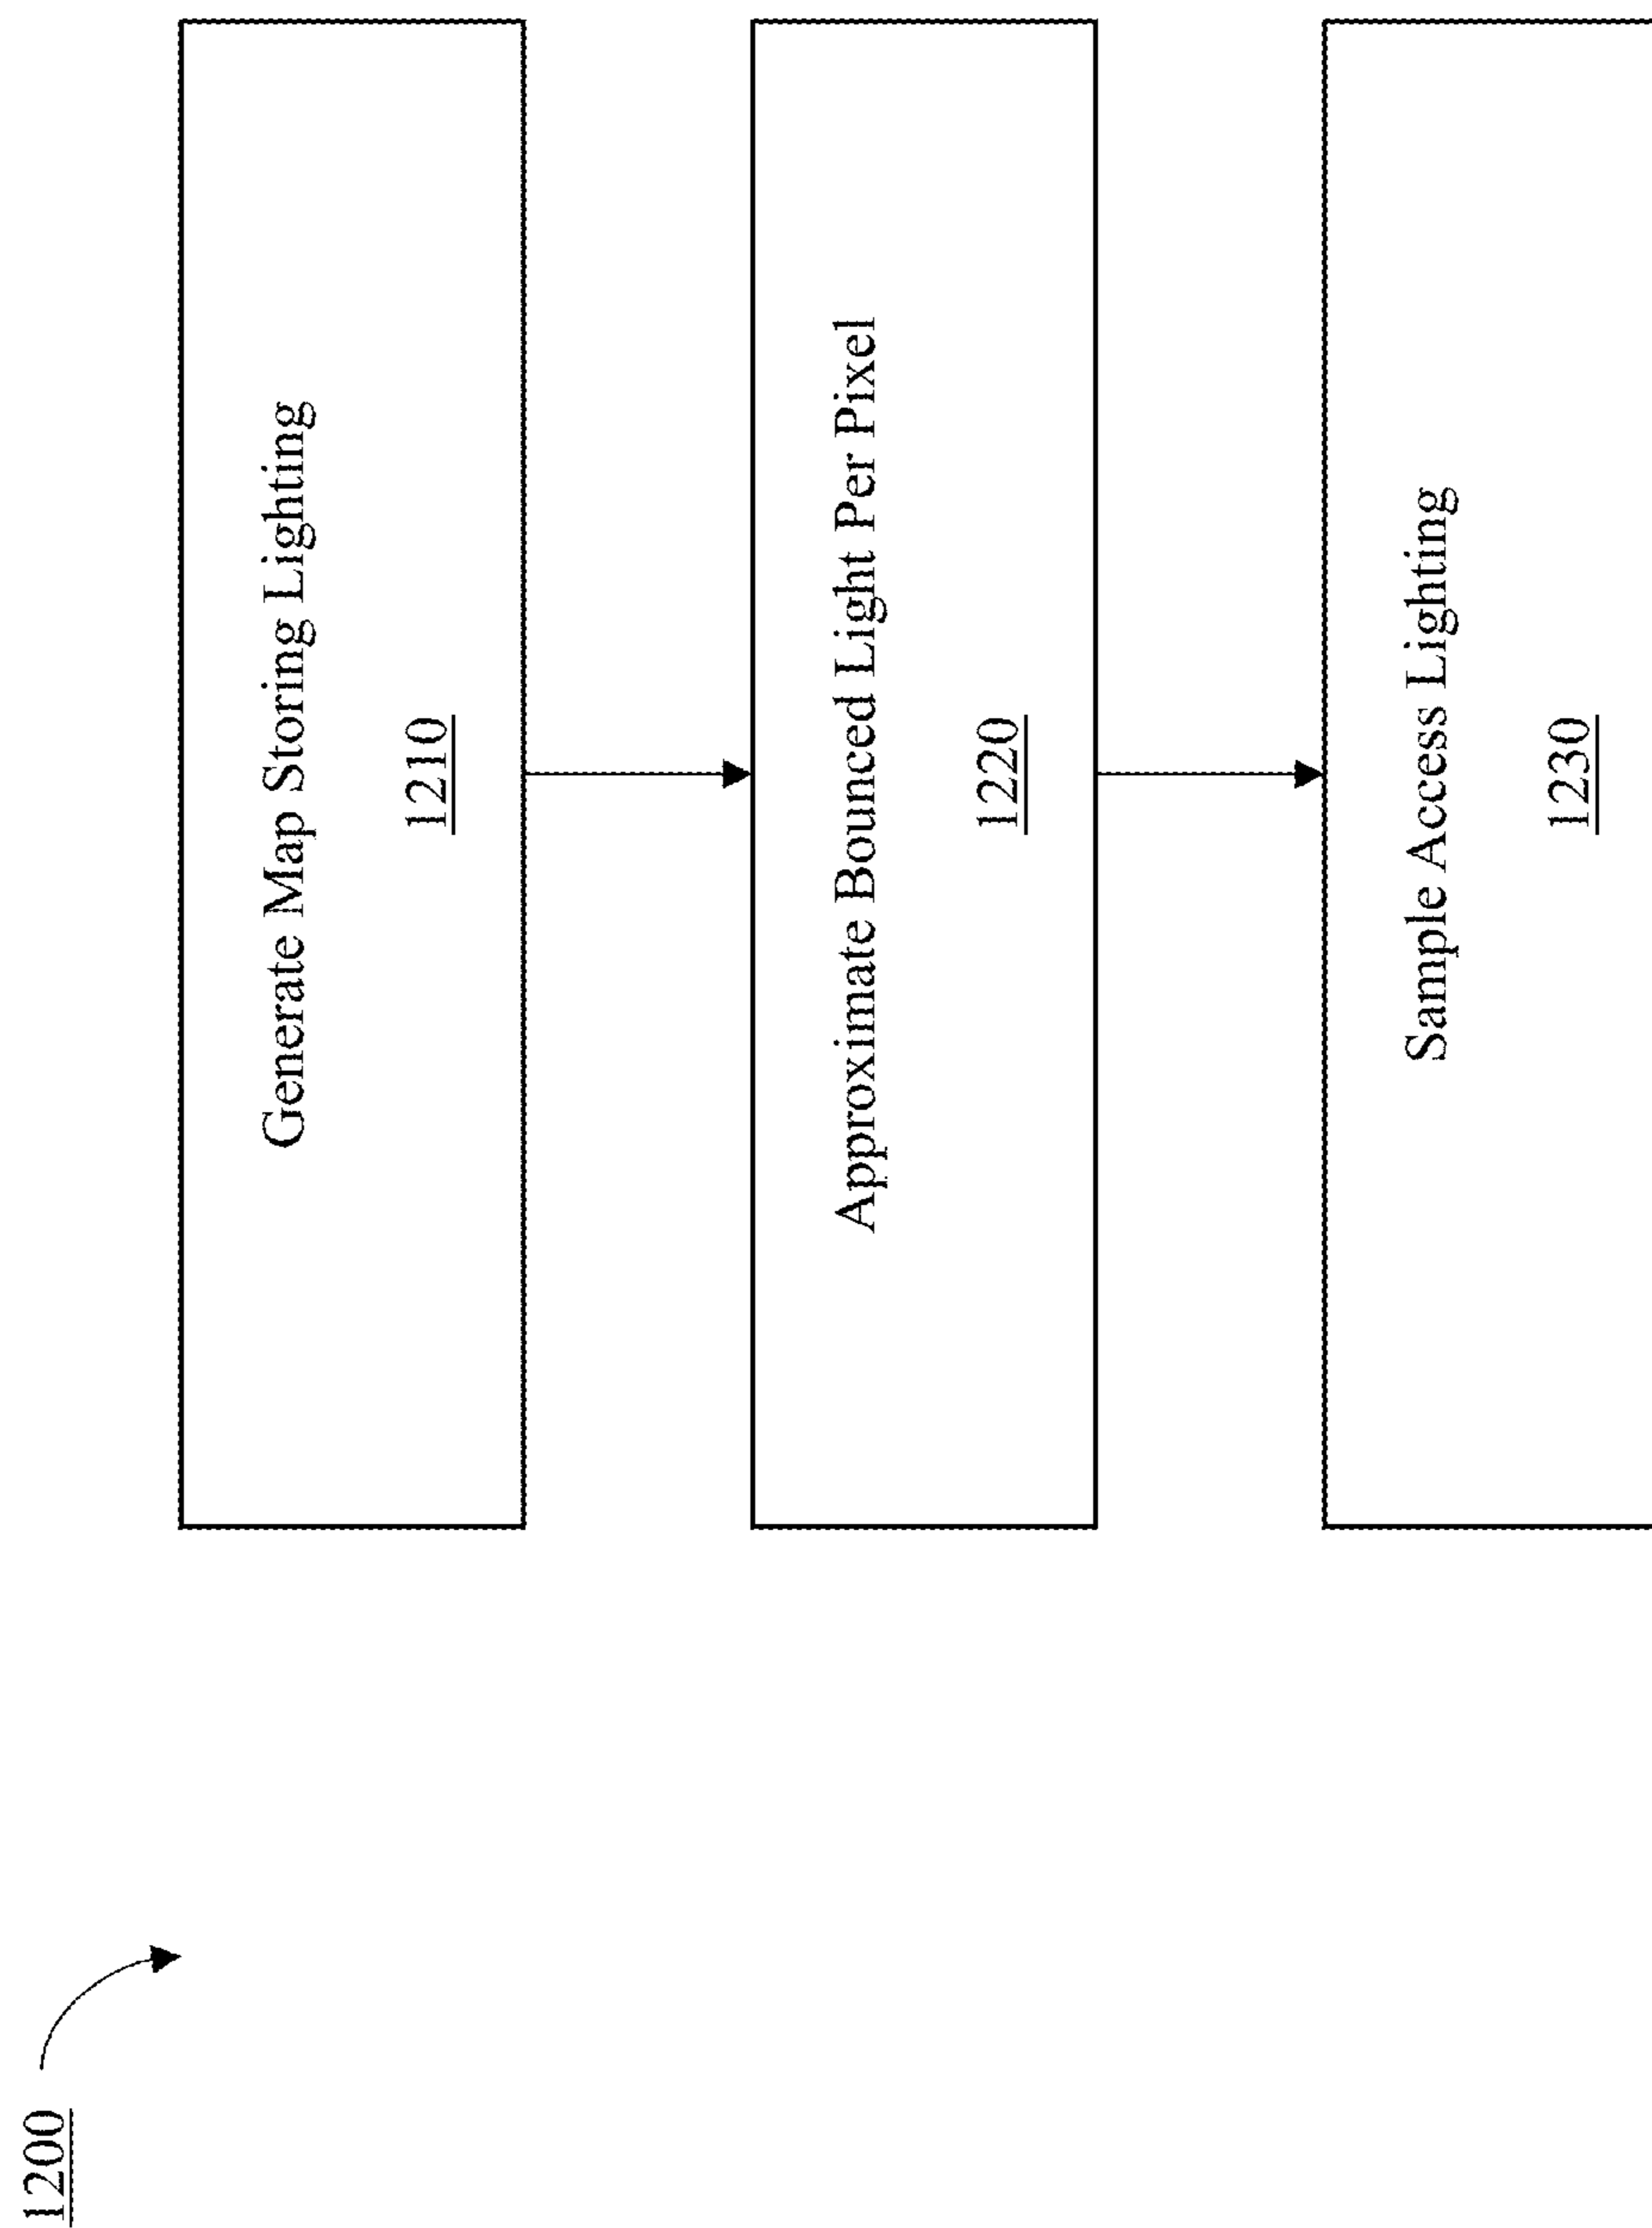 1200
Generate Map Storing Lighting
1210
Approximate Bounced Light Per Pixel
1220
Sample Access Lighting
1230